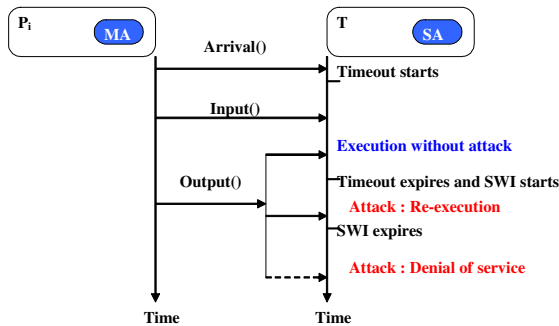 Pi
MA
T
SA
Arrival()
Timeout starts
Input()
Execution without attack
Output()
Timeout expires and SWI starts
Attack : Re-execution
SWI expires
Attack : Denial of service
Time
Time